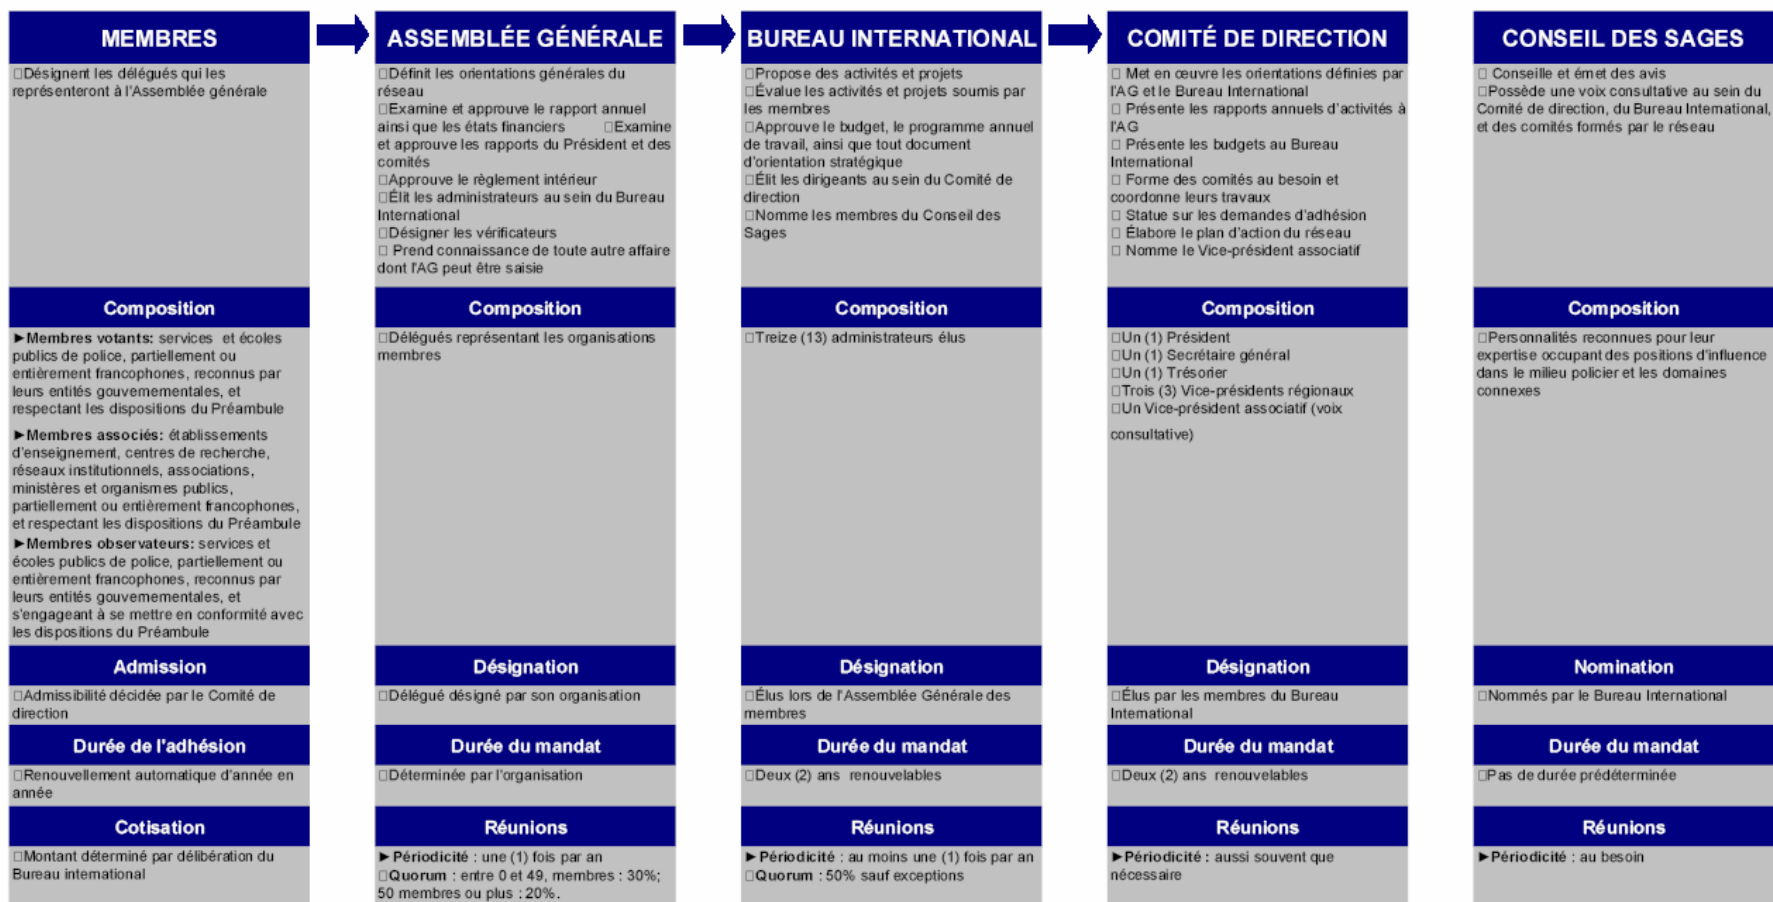 MEMBRES
□Désignent les délégués qui les
représenteront à l'Assemblée générale
Composition
►Membres votants: services et écoles
publics de police, partiellement ou
entièrement francophones, reconnus par
leurs entités gouvernementales, et
respectant les dispositions du Préambule
►Membres associés: établissements
d'enseignement, centres de recherche,
réseaux institutionnels, associations,
ministères et organismes publics,
partiellement ou entièrement francophones,
et respectant les dispositions du Préambule
►Membres observateurs: services et
écoles publics de police, partiellement ou
entièrement francophones, reconnus par
leurs entités gouvernementales, et
s'engageant à se mettre en conformité avec
les dispositions du Préambule
Admission
□Admissibilité décidée par le Comité de
direction
Durée de l'adhésion
□Renouvellement automatique d'année en
année
Cotisation
□Montant déterminé par délibération du
Bureau international
ASSEMBLÉE GÉNÉRALE
□Définit les orientations générales du
réseau
□Examine et approuve le rapport annuel
ainsi que les états financiers □Examine
et approuve les rapports du Président et des
comités
□Approuve le règlement intérieur
□Élit les administrateurs au sein du Bureau
International
□Désigner les vérificateurs
□ Prend connaissance de toute autre affaire
dont l'AG peut être saisie
Composition
□Délégués représentant les organisations
membres
Désignation
□Délégué désigné par son organisation
Durée du mandat
□Déterminée par l'organisation
Réunions
►Périodicité : une (1) fois par an
□Quorum : entre 0 et 49, membres : 30%;
50 membres ou plus : 20%.
BUREAU INTERNATIONAL
□Propose des activités et projets
□Évalue les activités et projets soumis par
les membres
□Approuve le budget, le programme annuel
de travail, ainsi que tout document
d'orientation stratégique
□Élit les dirigeants au sein du Comité de
direction
□Nomme les membres du Conseil des
Sages
Composition
□Treize (13) administrateurs élus
Désignation
□Élus lors de l'Assemblée Générale des
membres
Durée du mandat
□Deux (2) ans renouvelables
Réunions
►Périodicité : au moins une (1) fois par an
□Quorum : 50% sauf exceptions
COMITÉ DE DIRECTION
□ Met en œuvre les orientations définies par
l'AG et le Bureau International
□ Présente les rapports annuels d'activités à
l'AG
□ Présente les budgets au Bureau
International
□ Forme des comités au besoin et
coordonne leurs travaux
□ Statue sur les demandes d'adhésion
□ Élabore le plan d'action du réseau
□ Nomme le Vice-président associatif
Composition
□Un (1) Président
□Un (1) Secrétaire général
□Un (1) Trésorier
□Trois (3) Vice-présidents régionaux
□Un Vice-président associatif (voix
consultative)
Désignation
□Élus par les membres du Bureau
International
Durée du mandat
□Deux (2) ans renouvelables
Réunions
►Périodicité : aussi souvent que
nécessaire
CONSEIL DES SAGES
□ Conseille et émet des avis
□Possède une voix consultative au sein du
Comité de direction, du Bureau International,
et des comités formés par le réseau
Composition
□Personnalités reconnues pour leur
expertise occupant des positions d'influence
dans le milieu policier et les domaines
connexes
Nomination
□Nommés par le Bureau International
Durée du mandat
□Pas de durée prédéterminée
Réunions
►Périodicité : au besoin